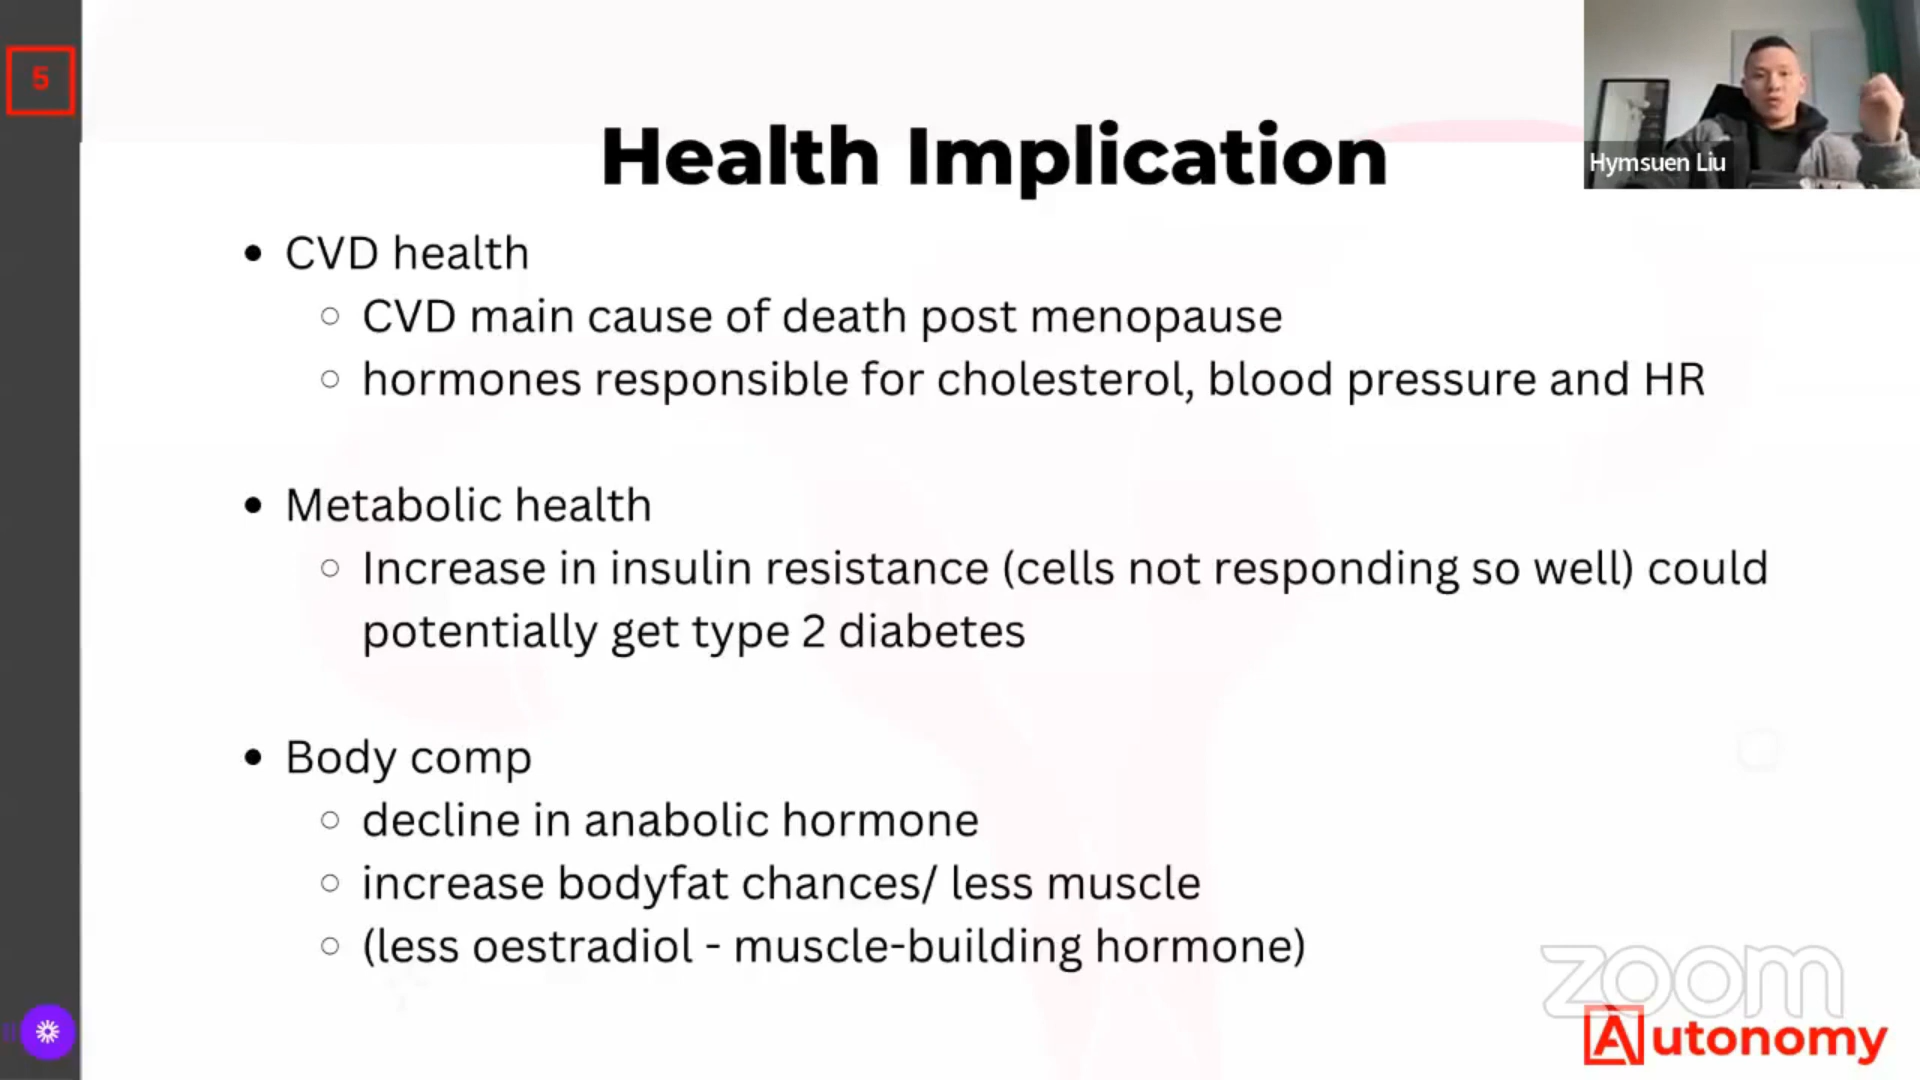 5
Health Implication
Hymsuen Liu
• CVD health
○ CVD main cause of death post menopause
○ hormones responsible for cholesterol, blood pressure and HR
• Metabolic health
○ Increase in insulin resistance (cells not responding so well) could
potentially get type 2 diabetes
• Body comp
○ decline in anabolic hormone
○ increase bodyfat chances/ less muscle
○ (less oestradiol - muscle-building hormone)
zoom
Autonomy